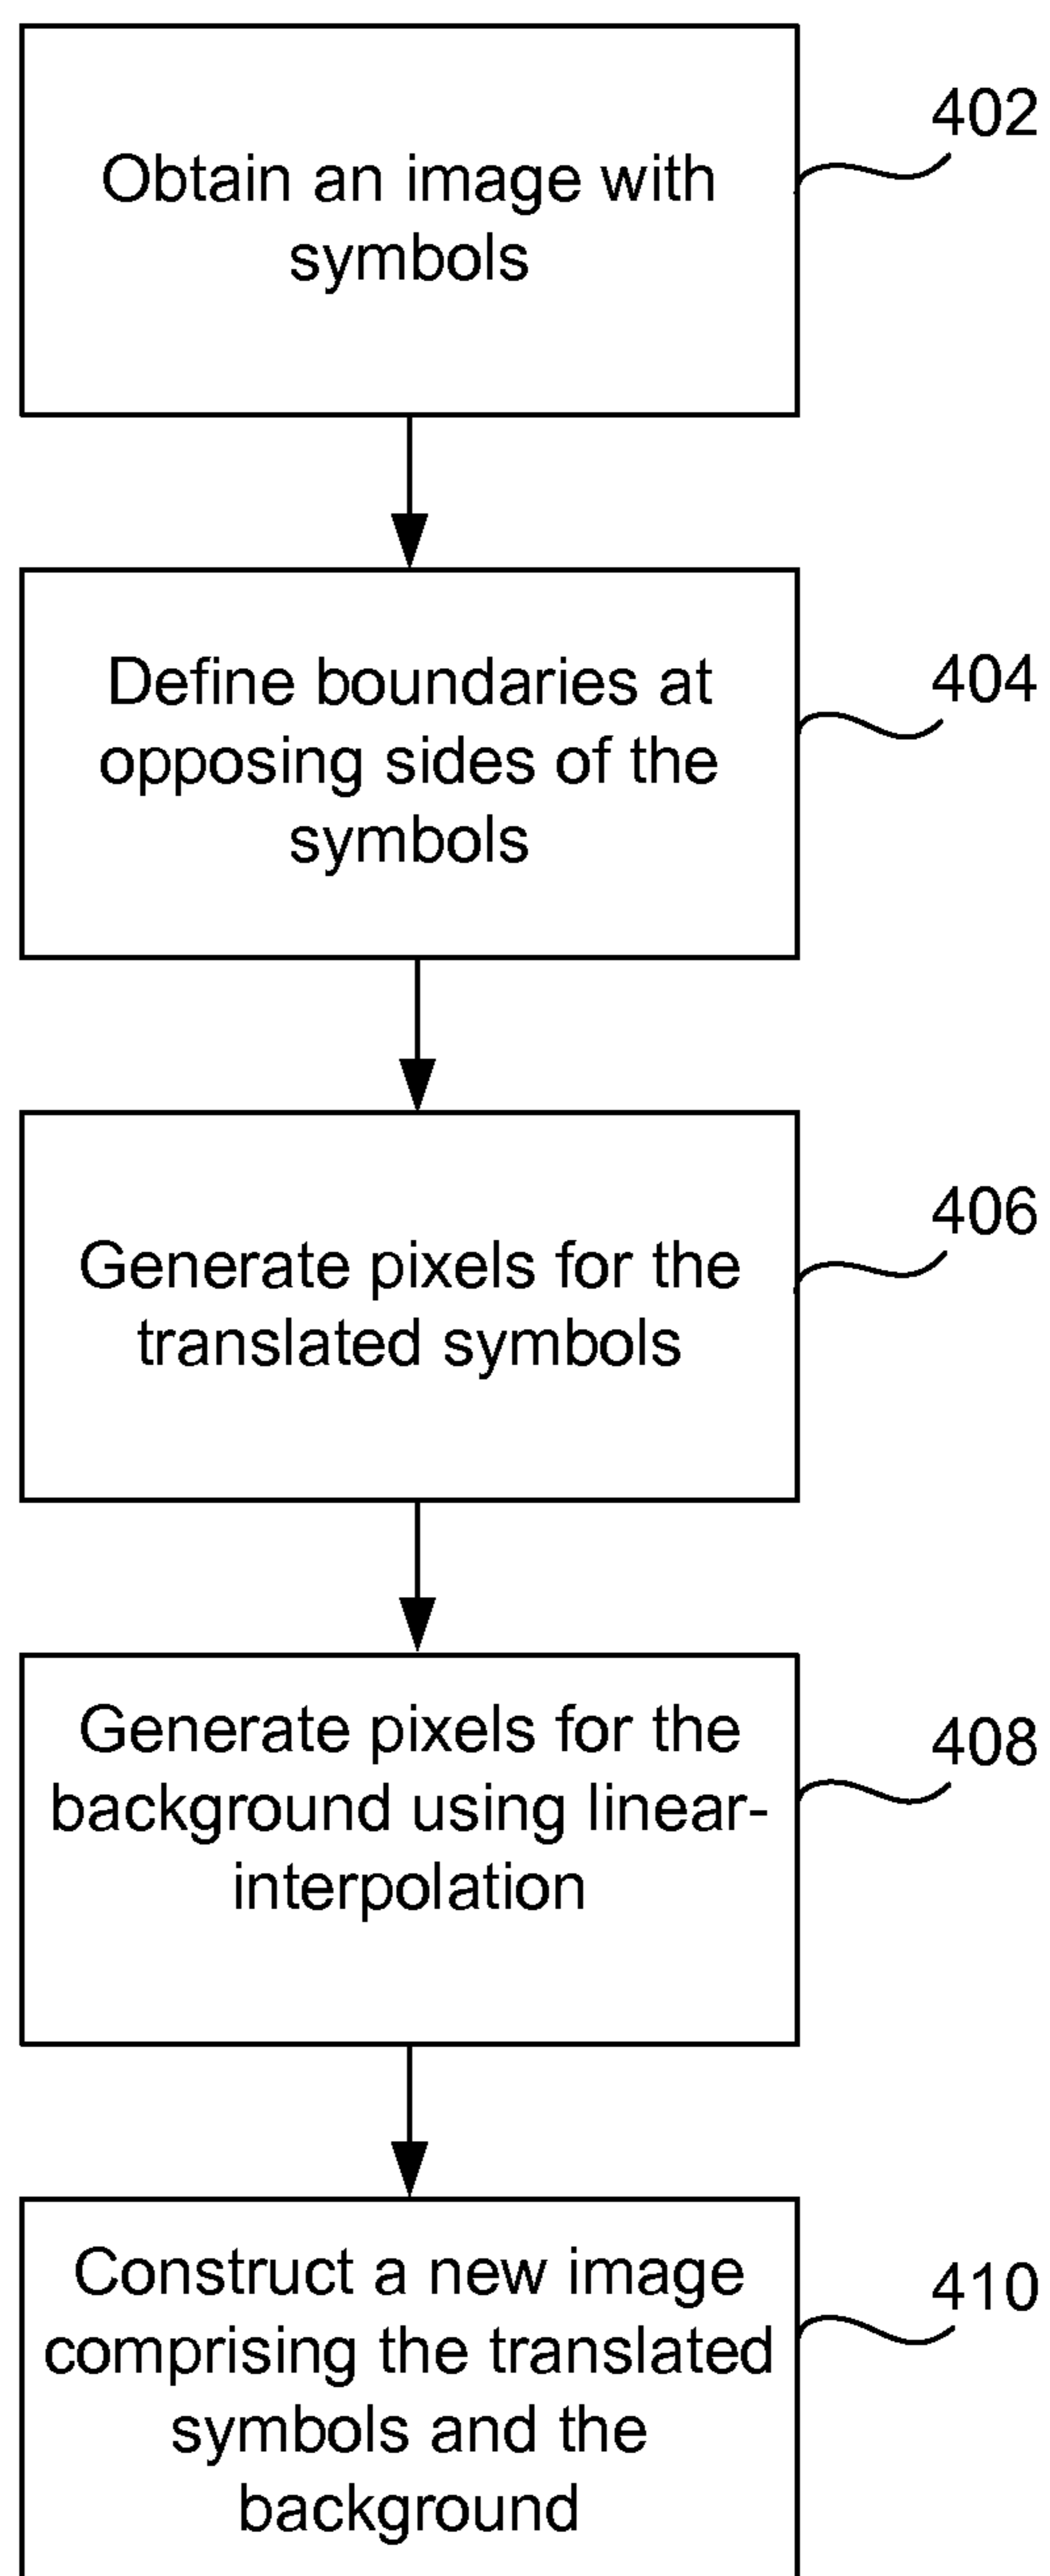 Obtain an image with
symbols
402
Define boundaries at
opposing sides of the
symbols
404
Generate pixels for the
translated symbols
406
Generate pixels for the
background using linear-
interpolation
408
Construct a new image
comprising the translated
symbols and the
background
410